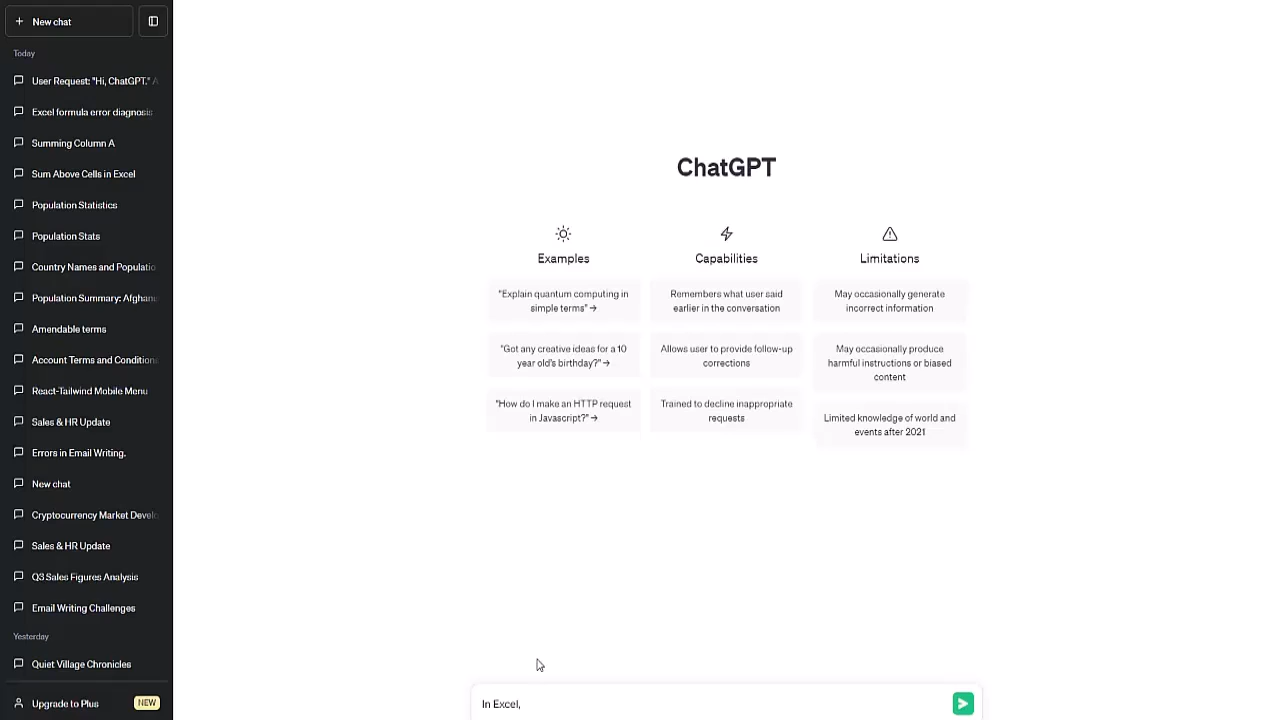 New chat
Today
User Request: "Hi, ChatGPT." A
Excel formula error diagnosis
Summing Column A
Sum Above Cells in Excel
Population Statistics
Population Stats
Country Names and Populatio
Population Summary: Afghan
Amendable terms
Account Terms and Conditions
React-Tailwind Mobile Menu
Sales & HR Update
Errors in Email Writing.
New chat
Cryptocurrency Market Develo
Sales & HR Update
Q3 Sales Figures Analysis
Email Writing Challenges
Yesterday
Quiet Village Chronicles
Upgrade to Plus
NEW
ChatGPT
Examples
"Explain quantum computing in
simple terms" →
"Got any creative ideas for a 10
year old's birthday?" →
"How do I make an HTTP request
in Javascript?" →
Capabilities
Remembers what user said
earlier in the conversation
Allows user to provide follow-up
corrections
Trained to decline inappropriate
requests
Limitations
May occasionally generate
incorrect information
May occasionally produce
harmful instructions or biased
content
Limited knowledge of world and
events after 2021
In Excel,